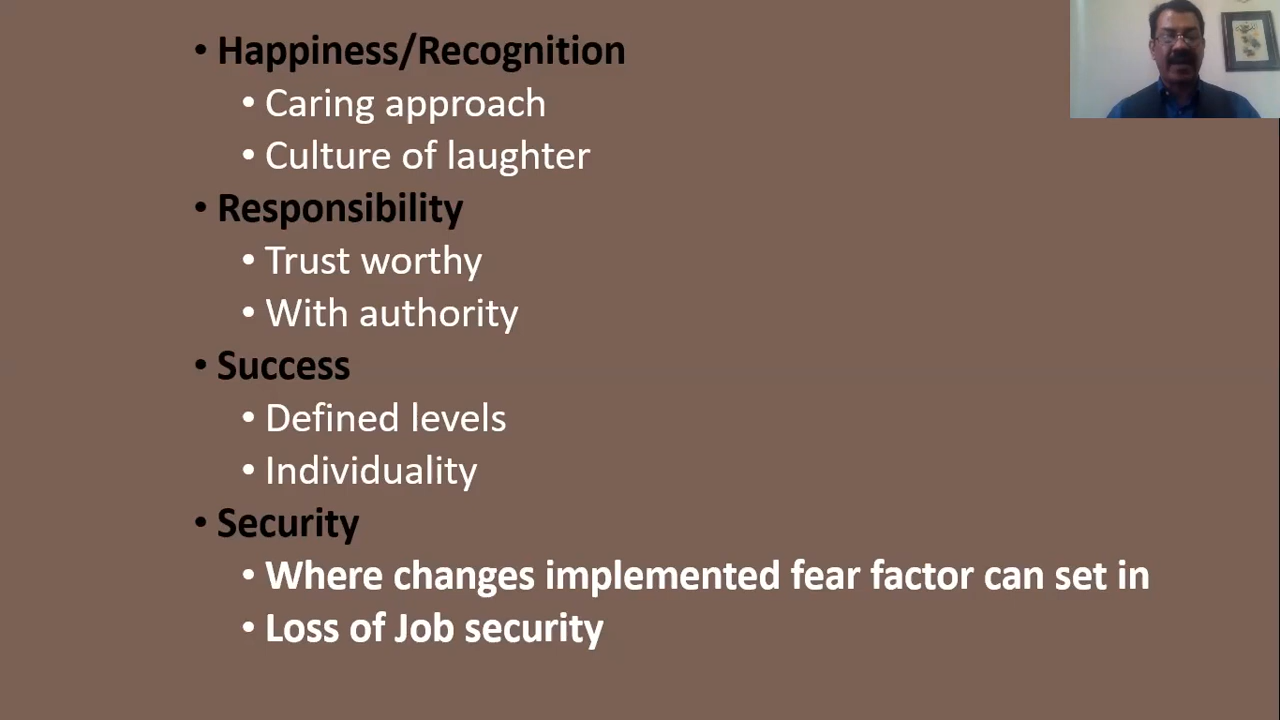 • Happiness/Recognition
• Caring approach
• Culture of laughter
• Responsibility
• Trust worthy
• With authority
• Success
• Defined levels
• Individuality
• Security
• Where changes implemented fear factor can set in
• Loss of Job security